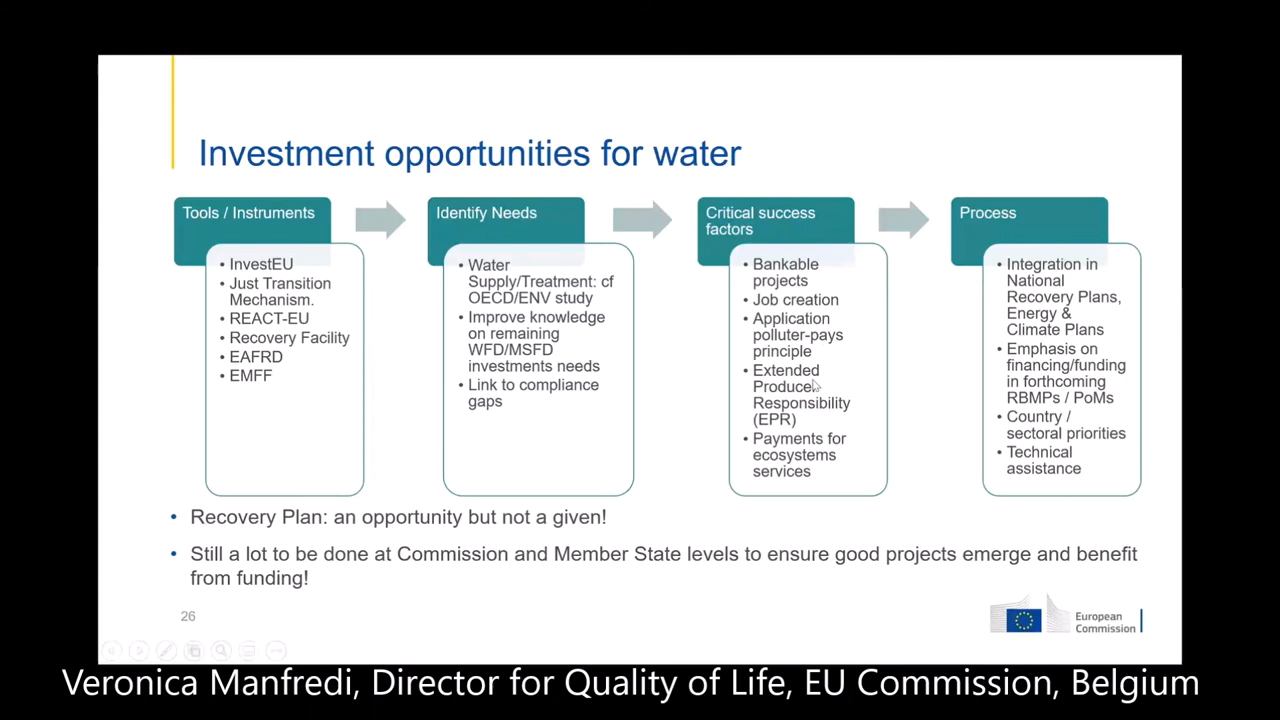 Investment opportunities for water
Tools / Instruments
• InvestEU
• Just Transition
Mechanism.
• REACT-EU
• Recovery Facility
• EAFRD
• EMFF
Identify Needs
• Water
Supply/Treatment: cf
OECD/ENV study
• Improve knowledge
on remaining
WFD/MSFD
investments needs
• Link to compliance
gaps
Critical success
factors
• Bankable
projects
• Job creation
• Application
polluter-pays
principle
• Extended
Producer
Responsibility
(EPR)
• Payments for
ecosystems
services
Process
• Integration in
National
Recovery Plans,
Energy &
Climate Plans
• Emphasis on
financing/funding
in forthcoming
RBMPs / PoMs
• Country /
sectoral priorities
• Technical
assistance
• Recovery Plan: an opportunity but not a given!
• Still a lot to be done at Commission and Member State levels to ensure good projects emerge and benefit
from funding!
26
European
Commission
Veronica Manfredi, Director for Quality of Life, EU Commission, Belgium